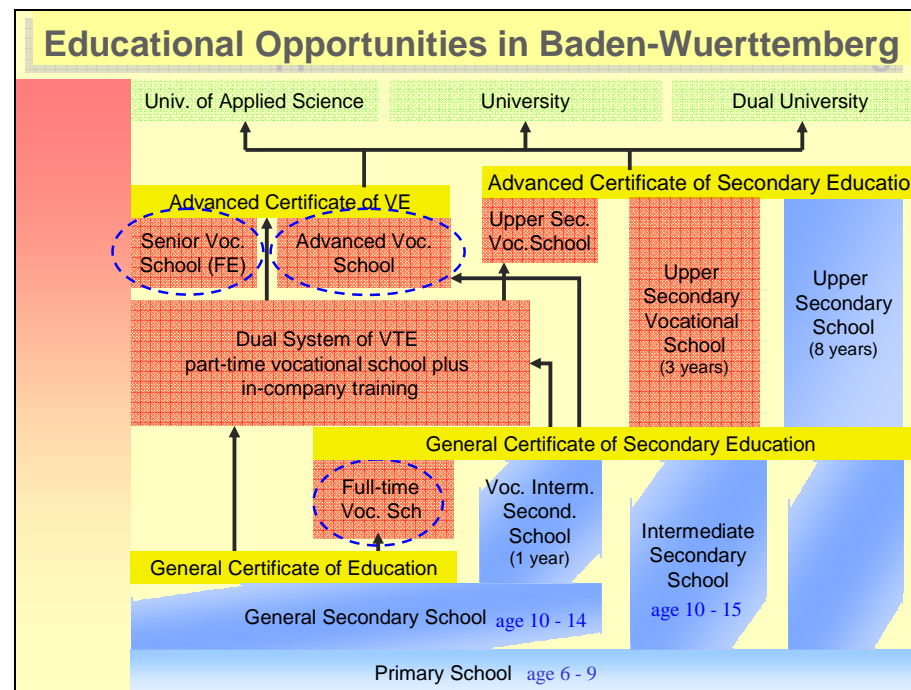 Educational Opportunities in Baden-Wuerttemberg
Univ. of Applied Science
University
Dual University
Advanced Certificate of Secondary Educatio
Advanced Certificate of VE
Senior Voc.
School (FE)
Advanced Voc.
School
Upper Sec.
Voc.School
Upper
Secondary
Vocational
School
(3 years)
Upper
Secondary
School
(8 years)
Dual System of VTE
part-time vocational school plus
in-company training
General Certificate of Secondary Education
Full-time
Voc. Sch
Voc. Interm.
Second.
School
(1 year)
Intermediate
Secondary
School
age 10 - 15
General Certificate of Education
General Secondary School age 10 - 14
Primary School age 6 - 9